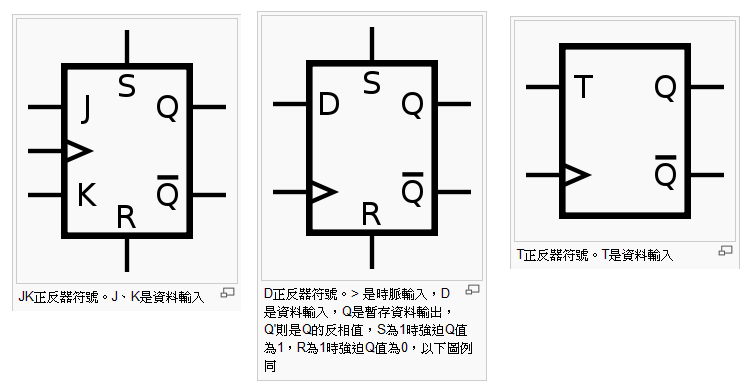 S
J
Q
K
Q
R
JK正反器符號。J、K是資料輸入
S
D
Q
Q
R
D正反器符號。> 是時脈輸入，D
是資料輸入，Q是暫存資料輸出，
Q'則是Q的反相值，S為1時強迫Q值
為1，R為1時強迫Q值為0，以下圖例
同
T
Q
Q
T正反器符號。T是資料輸入